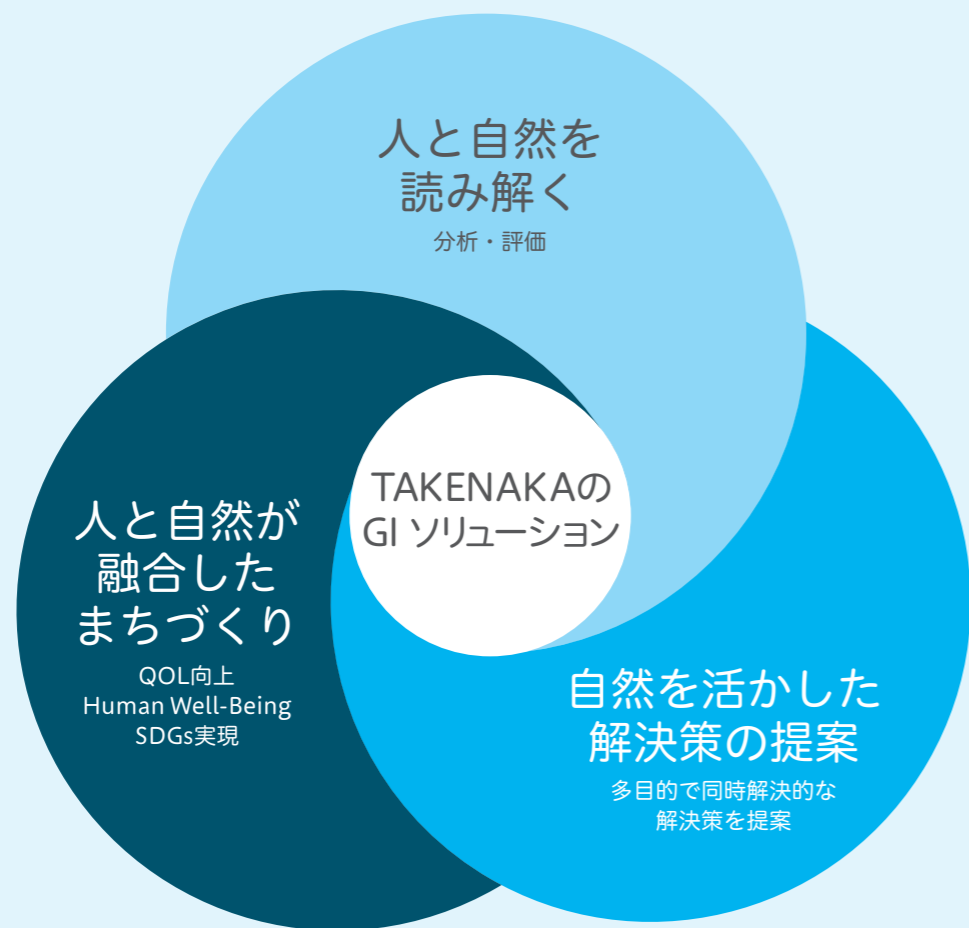 人と自然を
読み解く
分析・評価
TAKENAKAの
GI ソリューション
人と自然が
融合した
まちづくり
QOL向上
Human Well-Being
SDGs実現
自然を活かした
解決策の提案
多目的で同時解決的な
解決策を提案